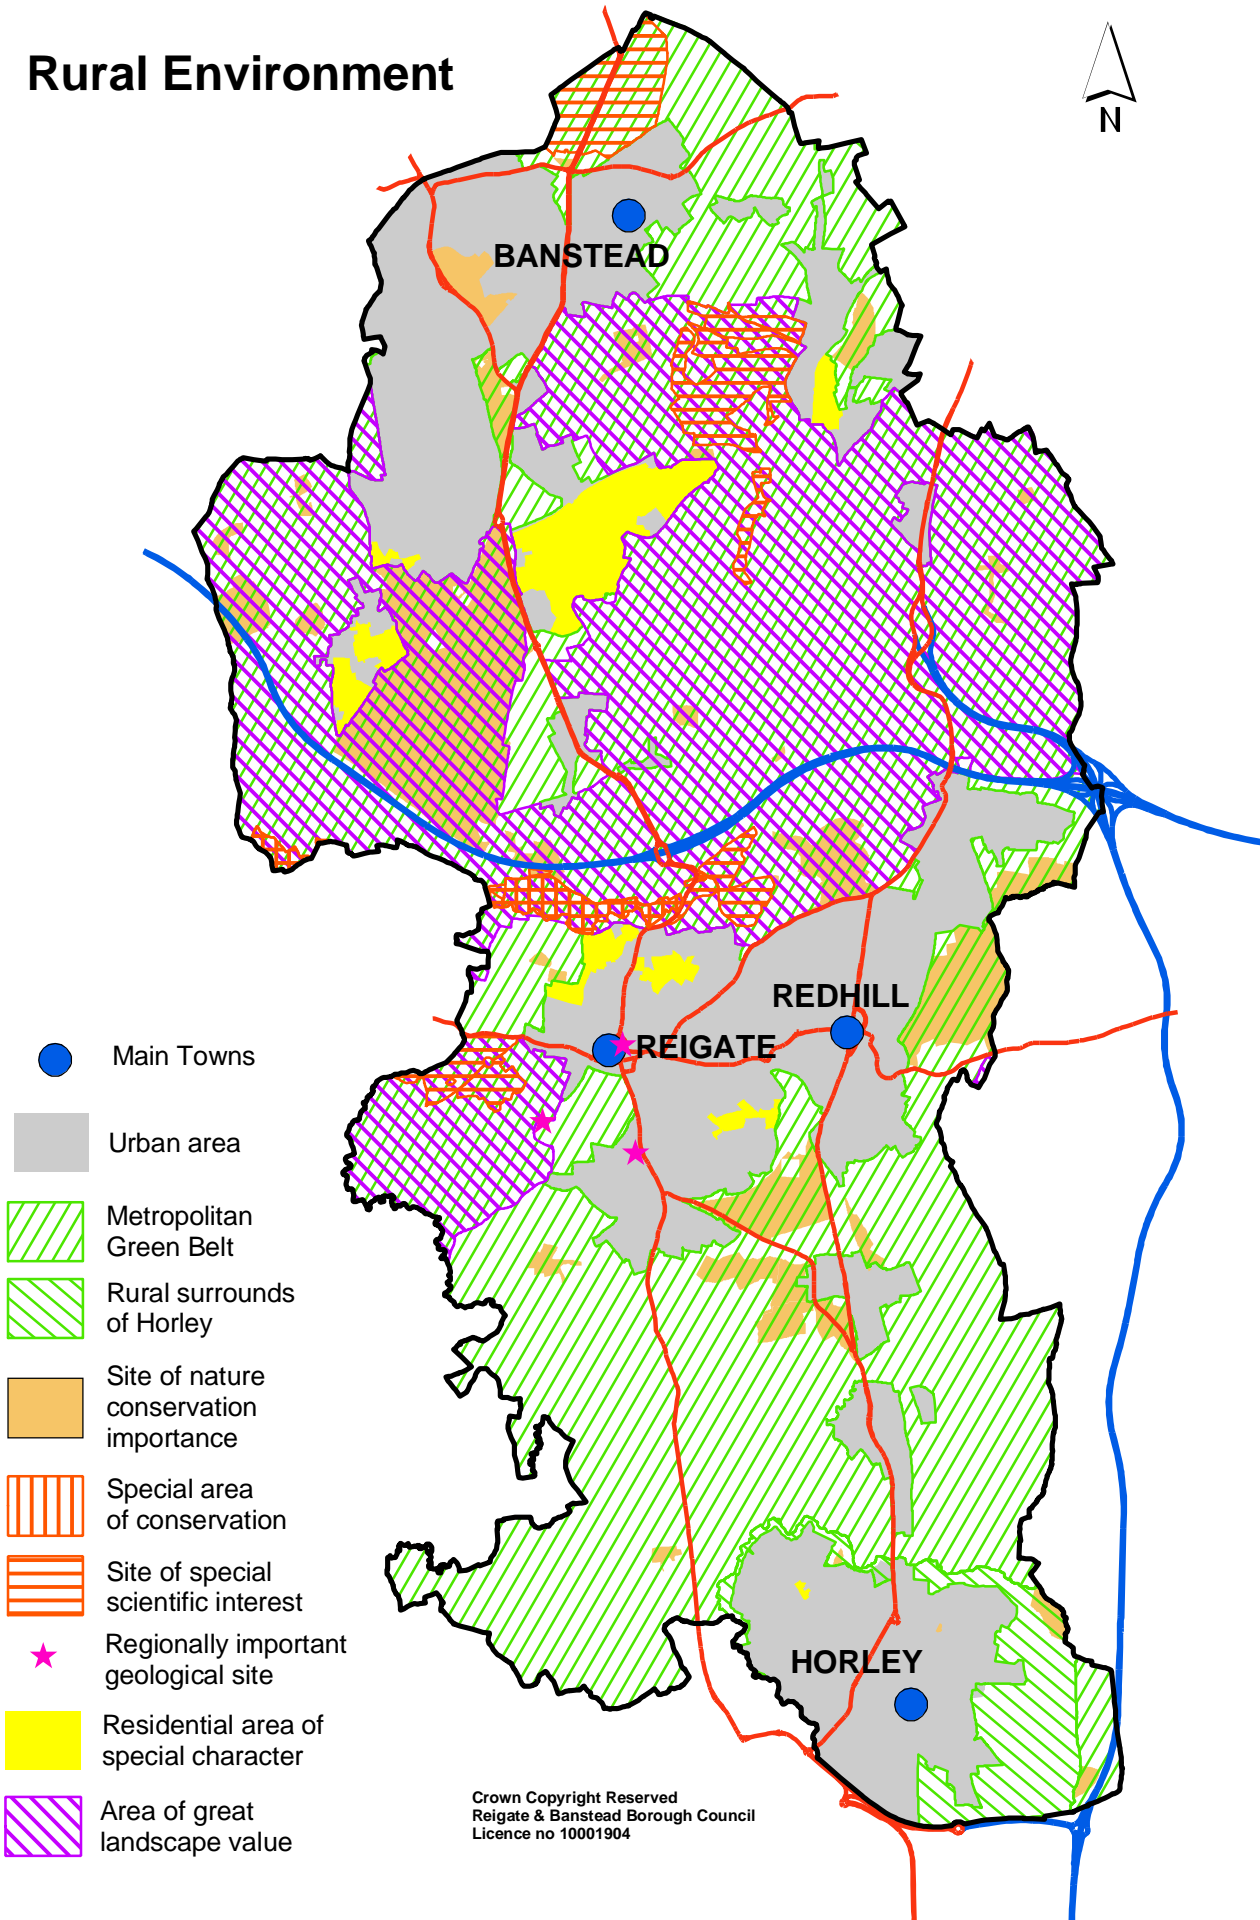 Rural Environment
N
BANSTEAD
REDHILL
REIGATE
HORLEY
Main Towns
Urban area
Metropolitan
Green Belt
Rural surrounds
of Horley
Site of nature
conservation
importance
Special area
of conservation
Site of special
scientific interest
Regionally important
geological site
Residential area of
special character
Area of great
landscape value
Crown Copyright Reserved
Reigate & Banstead Borough Council
Licence no 10001904